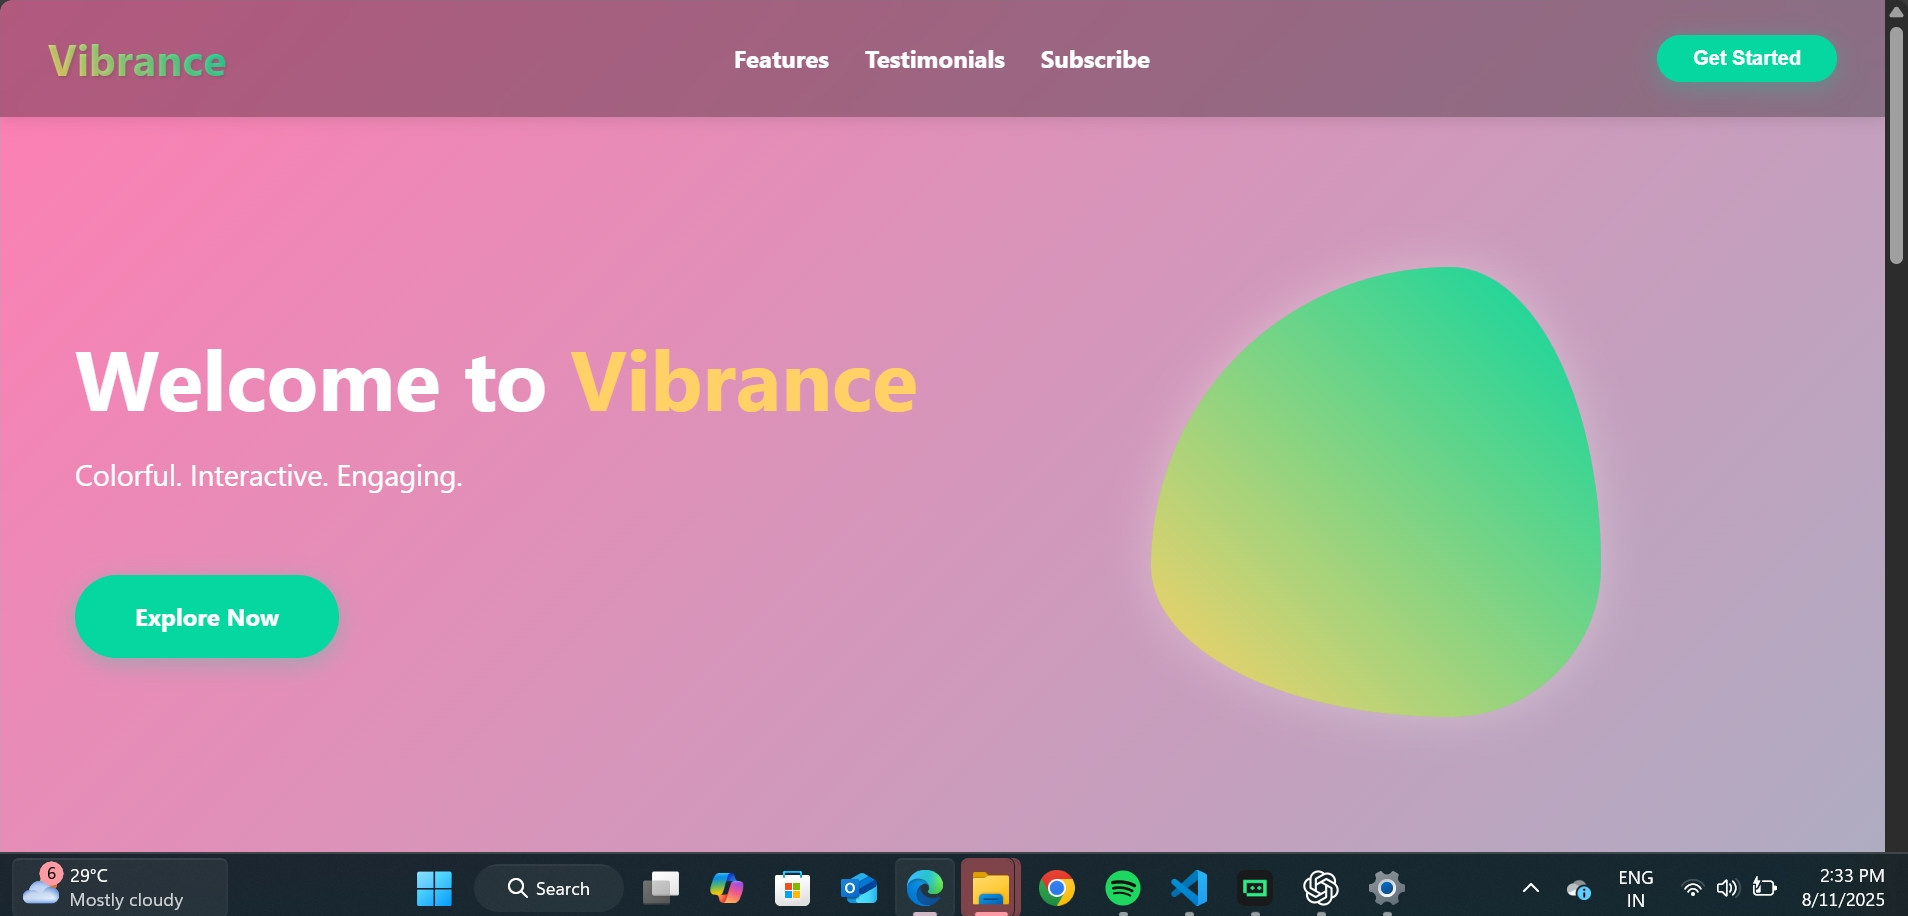 Vibrance
Features Testimonials Subscribe
Get Started
Welcome to Vibrance
Colorful. Interactive. Engaging.
Explore Now
6
29°C
Mostly cloudy
Search
ENG
IN
2:33 PM
8/11/2025